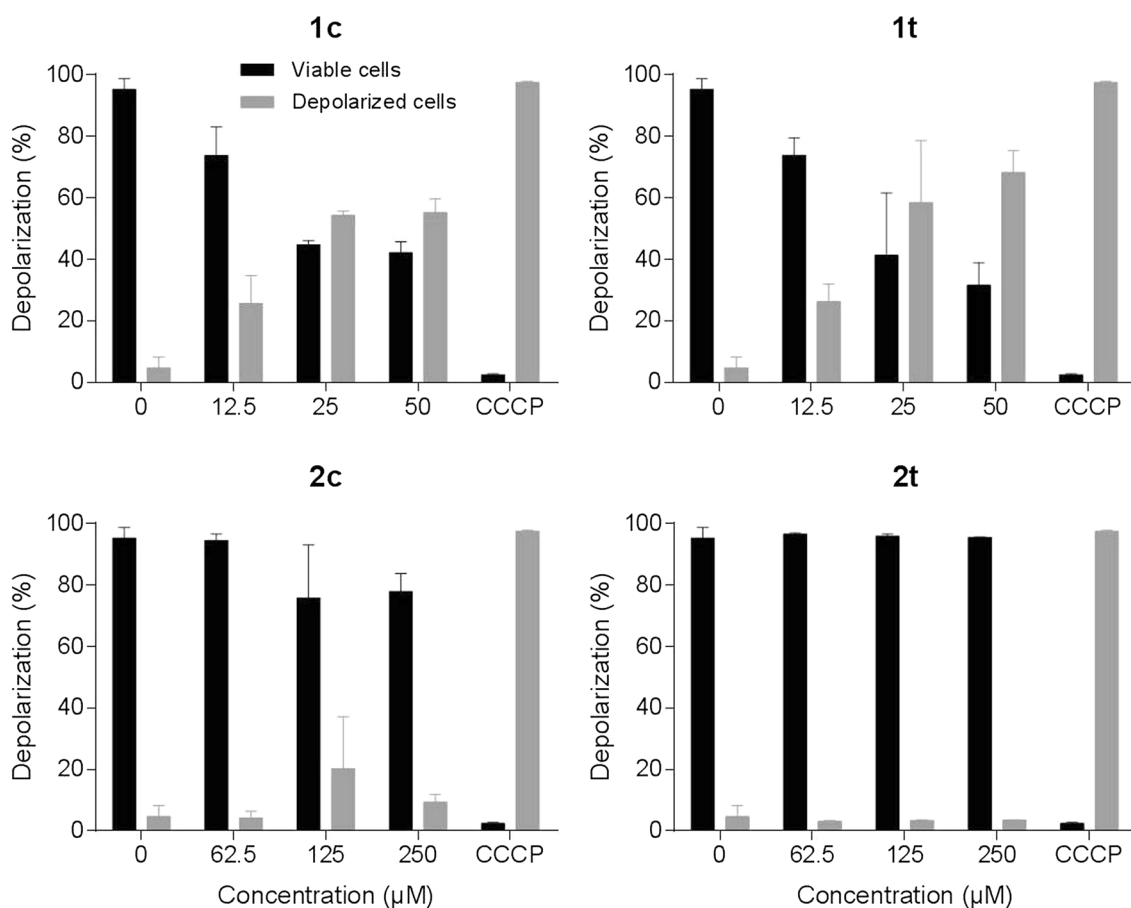 1c
Viable cells
Depolarized cells
Depolarization (%)
100
80
60
40
20
0
0 12.5 25 50 CCCP
1t
Depolarization (%)
100
80
60
40
20
0
0 12.5 25 50 CCCP
2c
Depolarization (%)
100
80
60
40
20
0
0 62.5 125 250 CCCP
Concentration (µM)
2t
Depolarization (%)
100
80
60
40
20
0
0 62.5 125 250 CCCP
Concentration (µM)